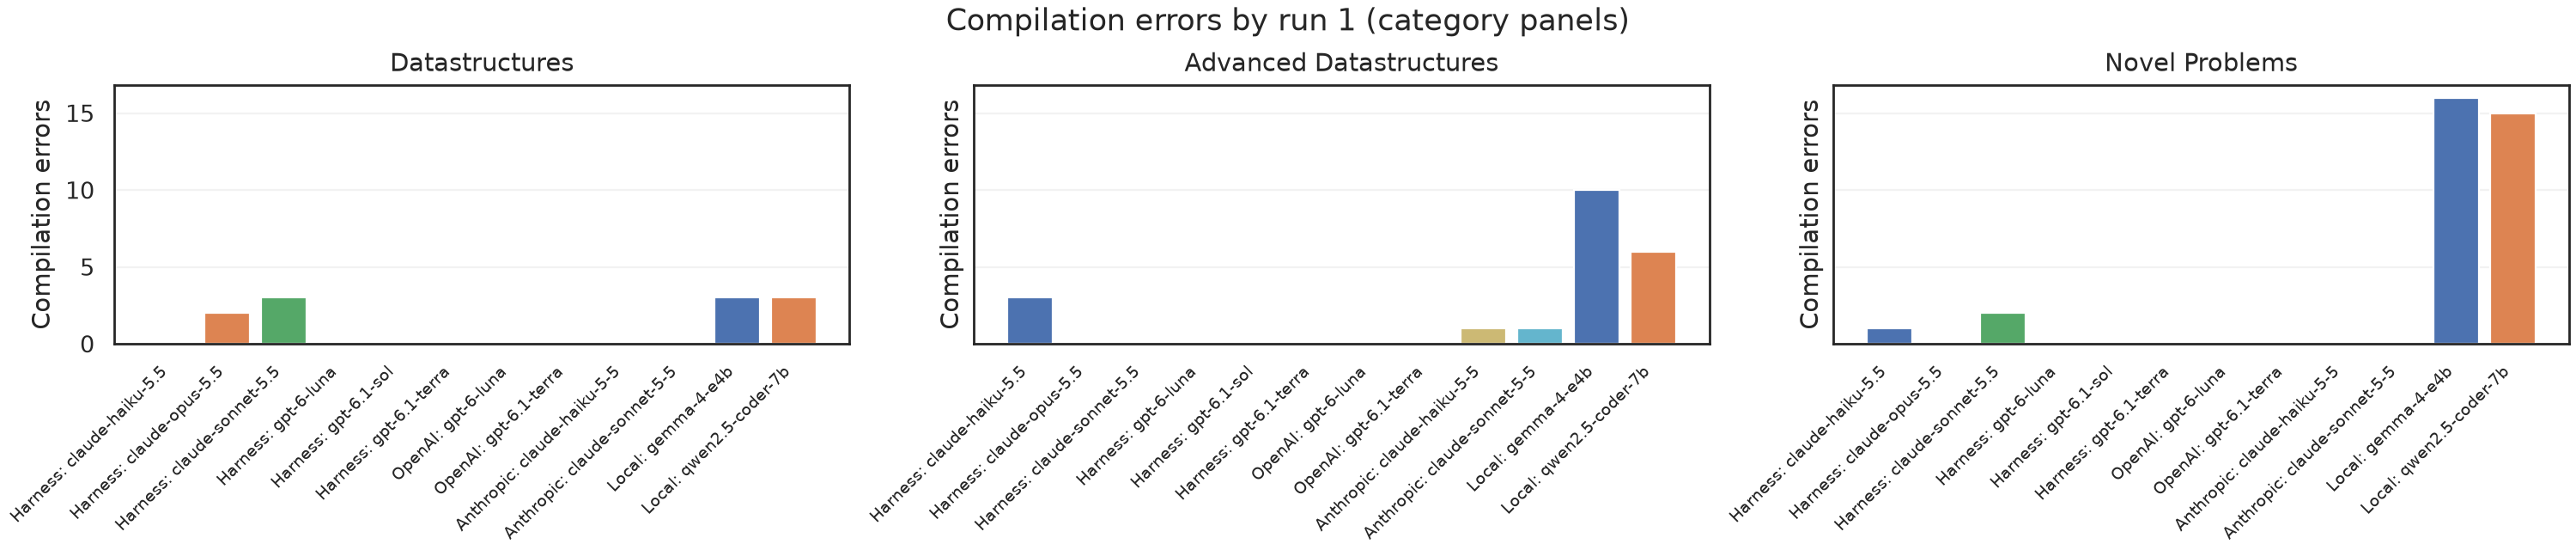 Compilation errors by run 1 (category panels)
Datastructures
Compilation errors
15
10
5
0
Harness: claude-haiku-5.5
Harness: claude-opus-5.5
Harness: claude-sonnet-5.5
Harness: gpt-6-luna
Harness: gpt-6.1-sol
Harness: gpt-6.1-terra
OpenAI: gpt-6-luna
OpenAI: gpt-6.1-terra
Anthropic: claude-haiku-5-5
Anthropic: claude-sonnet-5-5
Local: gemma-4-e4b
Local: qwen2.5-coder-7b
Advanced Datastructures
Compilation errors
Harness: claude-haiku-5.5
Harness: claude-opus-5.5
Harness: claude-sonnet-5.5
Harness: gpt-6-luna
Harness: gpt-6.1-sol
Harness: gpt-6.1-terra
OpenAI: gpt-6-luna
OpenAI: gpt-6.1-terra
Anthropic: claude-haiku-5-5
Anthropic: claude-sonnet-5-5
Local: gemma-4-e4b
Local: qwen2.5-coder-7b
Novel Problems
Compilation errors
Harness: claude-haiku-5.5
Harness: claude-opus-5.5
Harness: claude-sonnet-5.5
Harness: gpt-6-luna
Harness: gpt-6.1-sol
Harness: gpt-6.1-terra
OpenAI: gpt-6-luna
OpenAI: gpt-6.1-terra
Anthropic: claude-haiku-5-5
Anthropic: claude-sonnet-5-5
Local: gemma-4-e4b
Local: qwen2.5-coder-7b